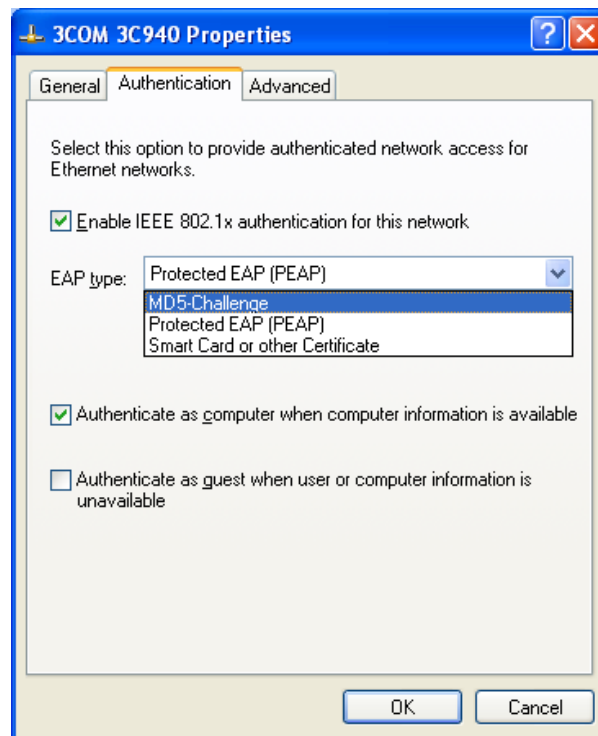 3COM 3C940 Properties
General Authentication Advanced
Select this option to provide authenticated network access for
Ethernet networks.
Enable IEEE 802.1x authentication for this network
EAP type: Protected EAP (PEAP)
MD5-Challenge
Protected EAP (PEAP)
Smart Card or other Certificate
Authenticate as computer when computer information is available
Authenticate as guest when user or computer information is
unavailable
OK Cancel